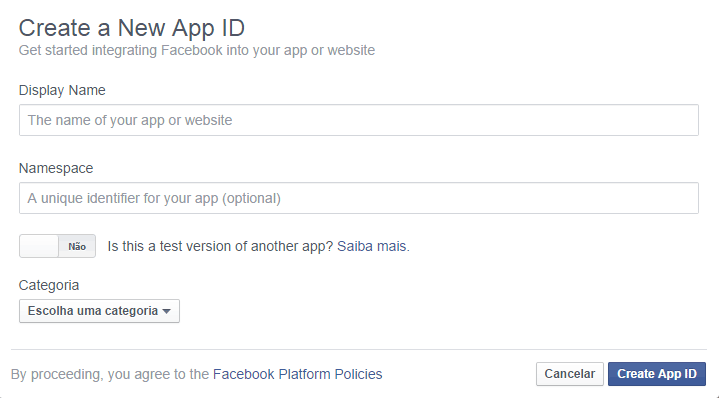 Create a New App ID
Get started integrating Facebook into your app or website
Display Name
The name of your app or website
Namespace
A unique identifier for your app (optional)
Não Is this a test version of another app? Saiba mais.
Categoria
Escolha uma categoria
By proceeding, you agree to the Facebook Platform Policies Cancelar Create App ID